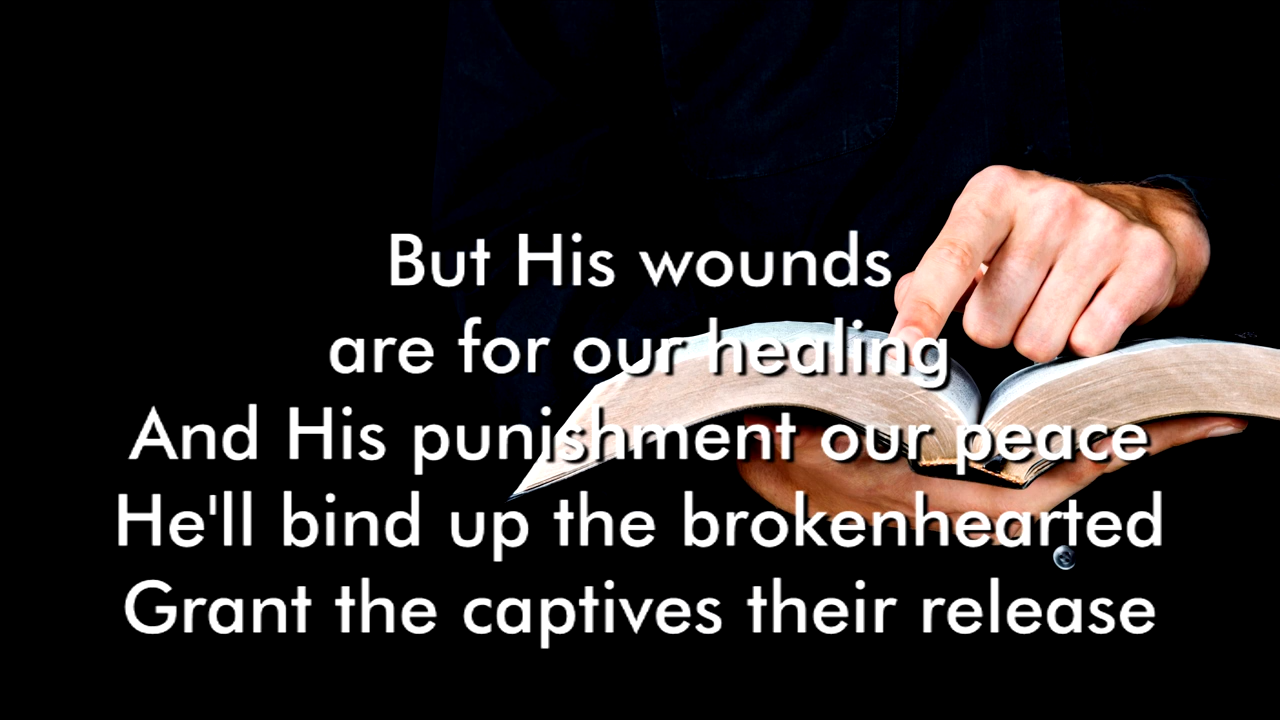 But His wounds
are for our healing
And His punishment our peace
He'll bind up the brokenhearted
Grant the captives their release